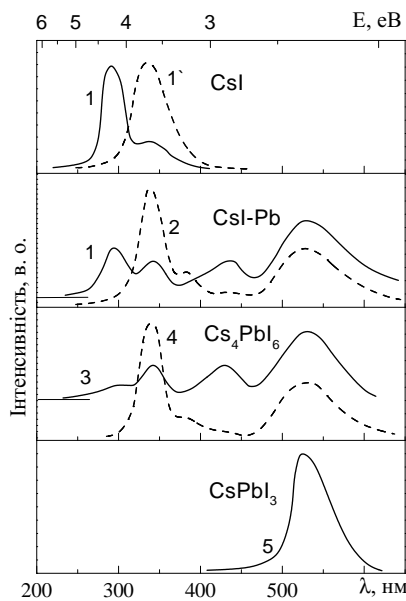 6 5 4 3 E, еВ
CsI
1 1`
CsI-Pb
1 2
Cs₄PbI₆
3 4
CsPbI₃
5
Інтенсивність, в. о.
200 300 400 500 λ, нм